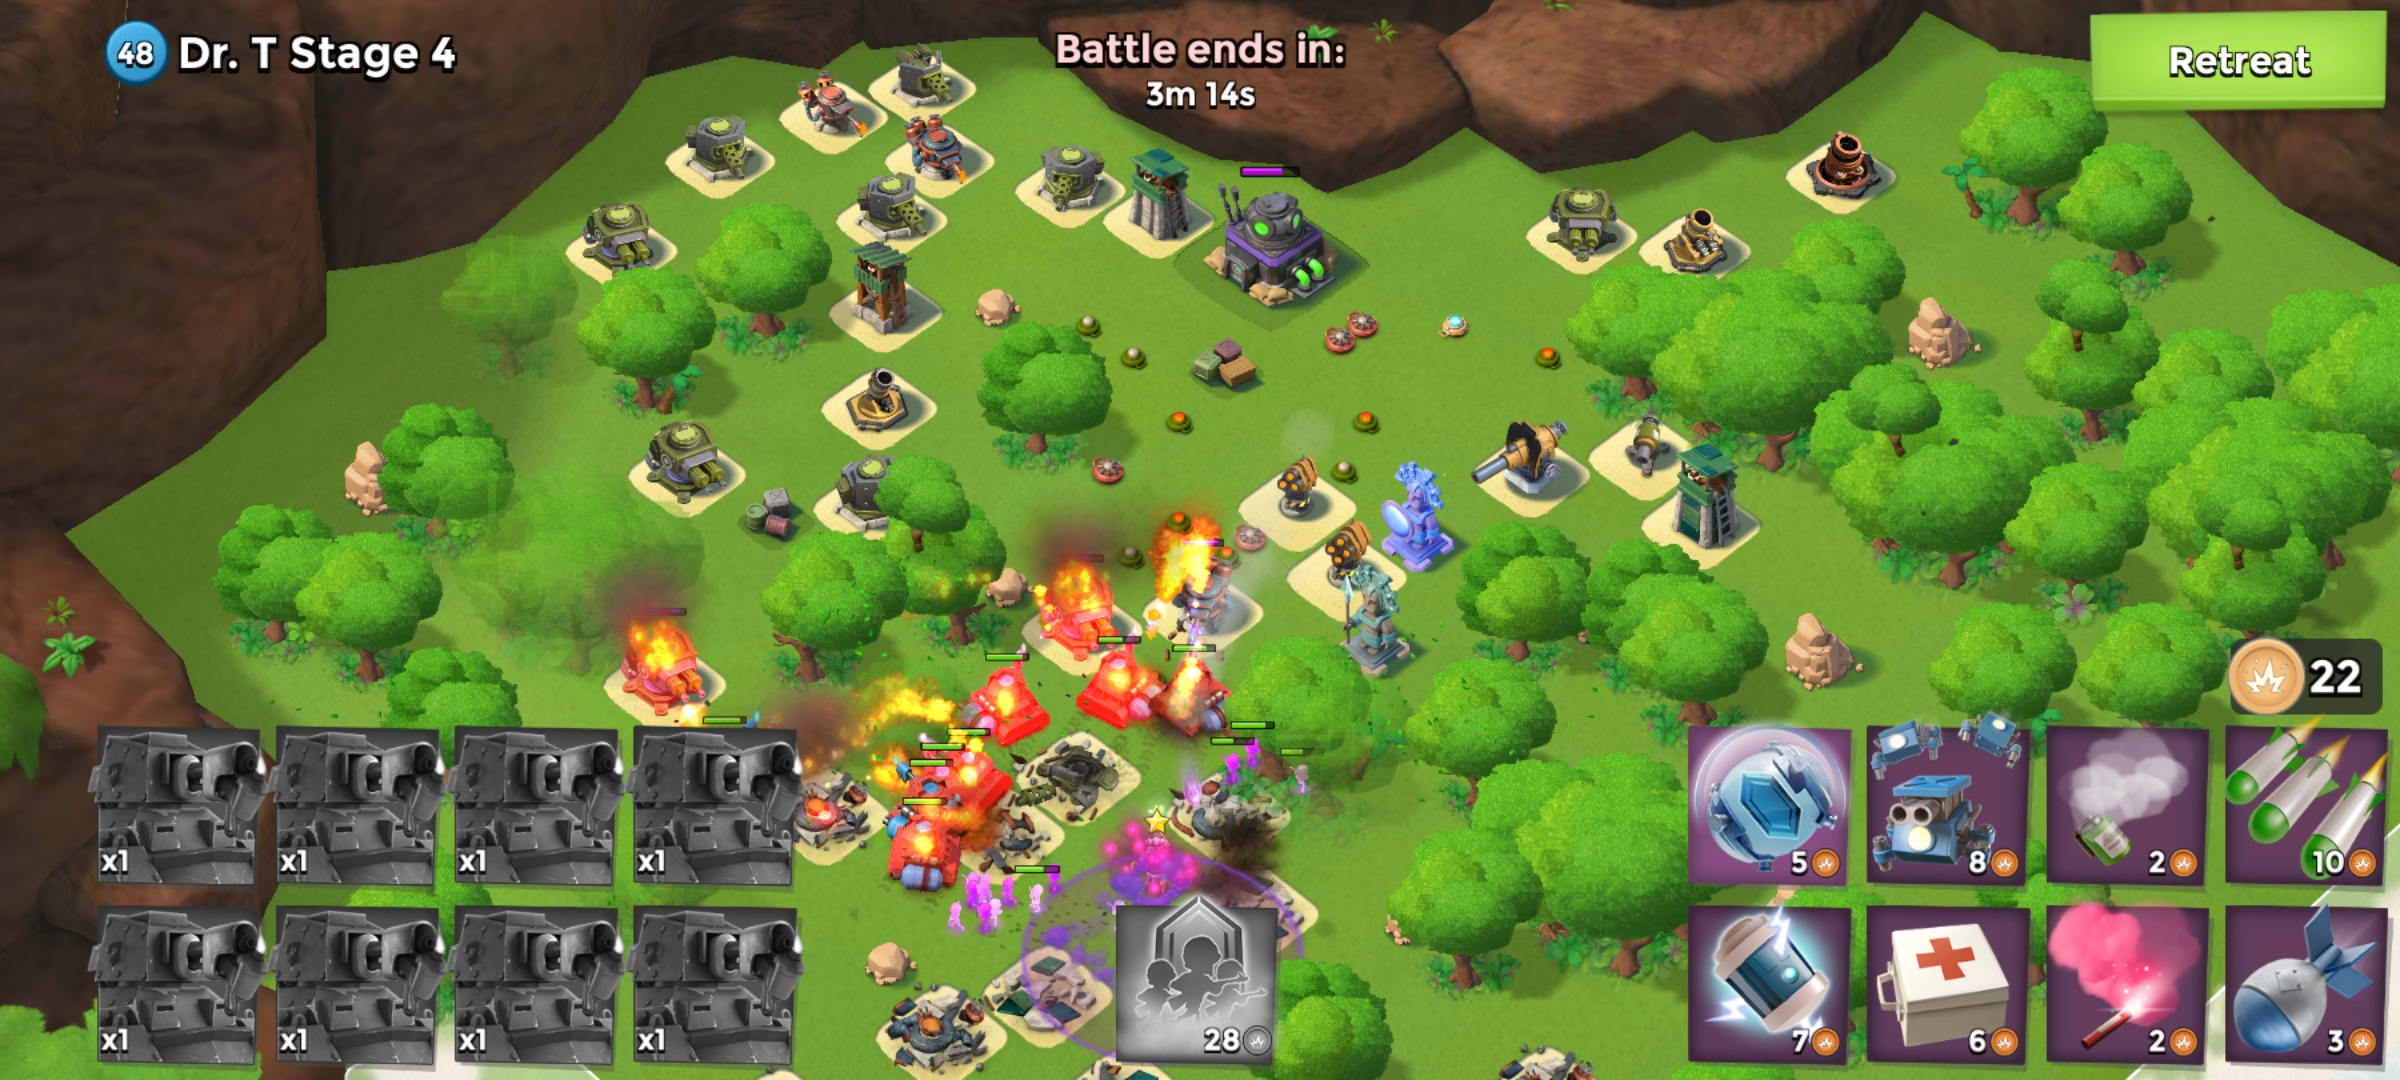 48 Dr. T Stage 4
Battle ends in:
3m 14s
Retreat
22
x1 x1 x1 x1
5 8 2 10
x1 x1 x1 x1
28
7 6 2 3